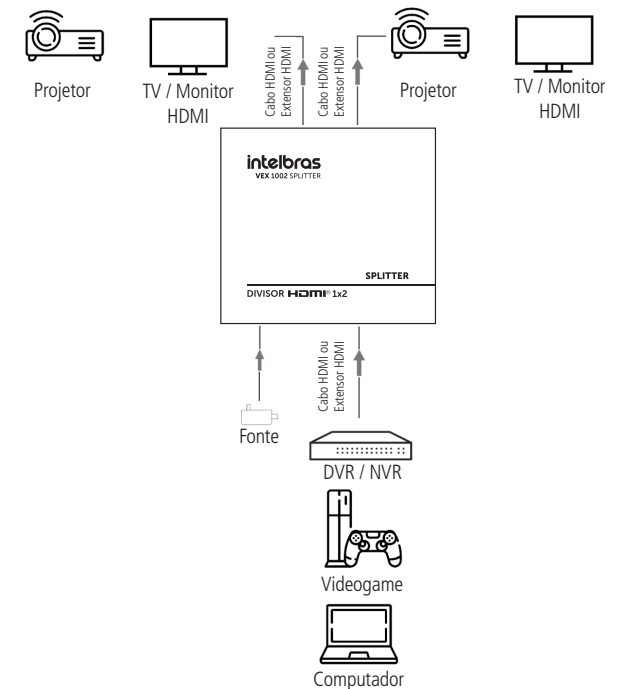 Projetor
TV / Monitor
HDMI
Cabo HDMI ou
Extensor HDMI
Cabo HDMI ou
Extensor HDMI
Projetor
TV / Monitor
HDMI
intelbras
VEX 1002 SPLITTER
SPLITTER
DIVISOR HDMI® 1x2
Cabo HDMI ou
Extensor HDMI
Fonte
DVR / NVR
Videogame
Computador